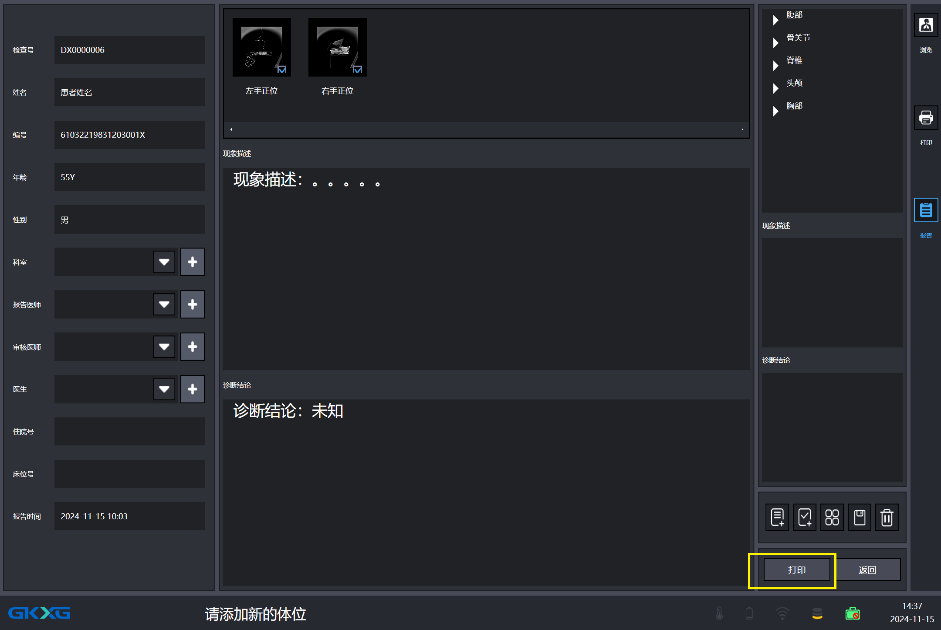 检查号 DX0000006
姓名 患者姓名
编号 61032219831203001X
年龄 55Y
性别 男
科室
报告医师
审核医师
医生
住院号
床位号
报告时间 2024-11-15 10:03
左手正位 右手正位
现象描述
现象描述：。。。。。
诊断结论
诊断结论：未知
腹部
骨关节
脊椎
头颅
胸部
现象描述
诊断结论
打印 返回
浏览
打印
报告
GKXG
请添加新的体位
14:37
2024-11-15